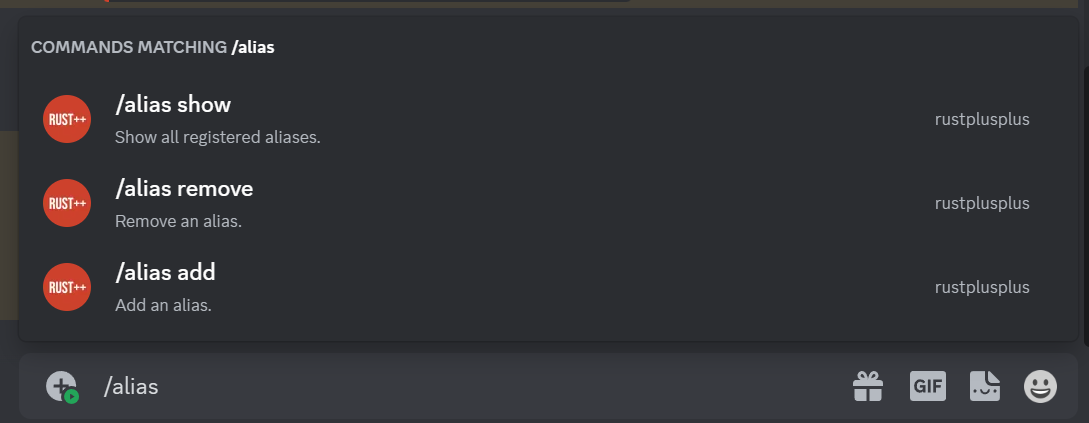 COMMANDS MATCHING /alias
RUST++ /alias show
Show all registered aliases.
rustplusplus
RUST++ /alias remove
Remove an alias.
rustplusplus
RUST++ /alias add
Add an alias.
rustplusplus
/alias GIF